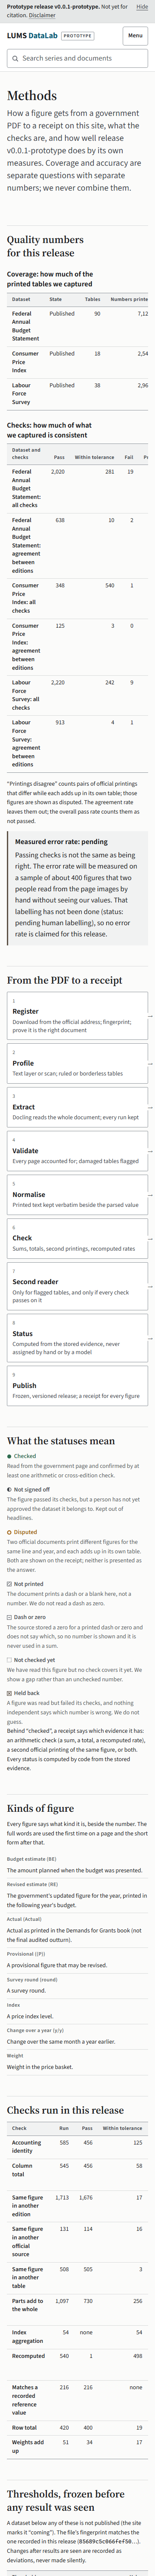 Prototype release v0.0.1-prototype. Not yet for citation. Disclaimer
Hide
LUMS DataLab PROTOTYPE
Menu
Search series and documents
Methods
How a figure gets from a government
PDF to a receipt on this site, what the
checks are, and how well release
v0.0.1-prototype does by its own
measures. Coverage and accuracy are
separate questions with separate
numbers; we never combine them.
Quality numbers
for this release
Coverage: how much of the
printed tables we captured
Dataset State Tables Numbers printe
Federal Annual Budget Statement Published 90 7,12
Consumer Price Index Published 18 2,54
Labour Force Survey Published 38 2,96
Checks: how much of what
we captured is consistent
Dataset and checks Pass Within tolerance Fail Pr
Federal Annual Budget Statement: all checks 2,020 281 19
Federal Annual Budget Statement: agreement between editions 638 10 2
Consumer Price Index: all checks 348 540 1
Consumer Price Index: agreement between editions 125 3 0
Labour Force Survey: all checks 2,220 242 9
Labour Force Survey: agreement between editions 913 4 1
"Printings disagree" counts pairs of official printings
that differ while each adds up in its own table; those
figures are shown as disputed. The agreement rate
leaves them out; the overall pass rate counts them as
not passed.
Measured error rate: pending
Passing checks is not the same as being
right. The error rate will be measured on
a sample of about 400 figures that two
people read from the page images by
hand without seeing our values. That
labelling has not been done (status:
pending human labelling), so no error
rate is claimed for this release.
From the PDF to a receipt
1
Register
Download from the official address; fingerprint;
prove it is the right document
→
2
Profile
Text layer or scan; ruled or borderless tables
→
3
Extract
Docling reads the whole document; every run kept
→
4
Validate
Every page accounted for; damaged tables flagged
→
5
Normalise
Printed text kept verbatim beside the parsed value
→
6
Check
Sums, totals, second printings, recomputed rates
→
7
Second reader
Only for flagged tables, and only if every check
passes on it
→
8
Status
Computed from the stored evidence, never
assigned by hand or by a model
→
9
Publish
Frozen, versioned release; a receipt for every figure
What the statuses mean
Checked
Read from the government page and confirmed by at
least one arithmetic or cross-edition check.
Not signed off
The figure passed its checks, but a person has not yet
approved the dataset it belongs to. Kept out of
headlines.
Disputed
Two official documents print different figures for the
same line and year, and each adds up in its own table.
Both are shown on the receipt; neither is presented as
the answer.
Not printed
The document prints a dash or a blank here, not a
number. We do not read a dash as zero.
Dash or zero
The source stored a zero for a printed dash or zero and
does not say which, so no number is shown and it is
never used in a sum.
Not checked yet
We have read this figure but no check covers it yet. We
show a gap rather than an unchecked number.
Held back
A figure was read but failed its checks, and nothing
independent says which number is wrong. We do not
guess.
Behind "checked", a receipt says which evidence it has:
an arithmetic check (a sum, a total, a recomputed rate),
a second official printing of the same figure, or both.
Every status is computed by code from the stored
evidence.
Kinds of figure
Every figure says what kind it is, beside the number. The
full words are used the first time on a page and the short
form after that.
Budget estimate (BE)
The amount planned when the budget was presented.
Revised estimate (RE)
The government's updated figure for the year, printed in
the following year's budget.
Actual (Actual)
Actual as printed in the Demands for Grants book (not
the final audited outturn).
Provisional ((P))
A provisional figure that may be revised.
Survey round (round)
A survey round.
Index
A price index level.
Change over a year (y/y)
Change over the same month a year earlier.
Weight
Weight in the price basket.
Checks run in this release
Check Run Pass Within tolerance
Accounting identity 585 456 125
Column total 545 456 58
Same figure in another edition 1,713 1,676 17
Same figure in another official source 131 114 16
Same figure in another table 508 505 3
Parts add to the whole 1,097 730 256
Index aggregation 54 none 54
Recomputed 540 1 498
Matches a recorded reference value 216 216 none
Row total 420 400 19
Weights add up 51 34 17
Thresholds, frozen before
any result was seen
A dataset below any of these is not published (the site
marks it "coming"). The file's fingerprint matches the
one recorded in this release (
Changes after results are seen are recorded as
deviations, never made silently.